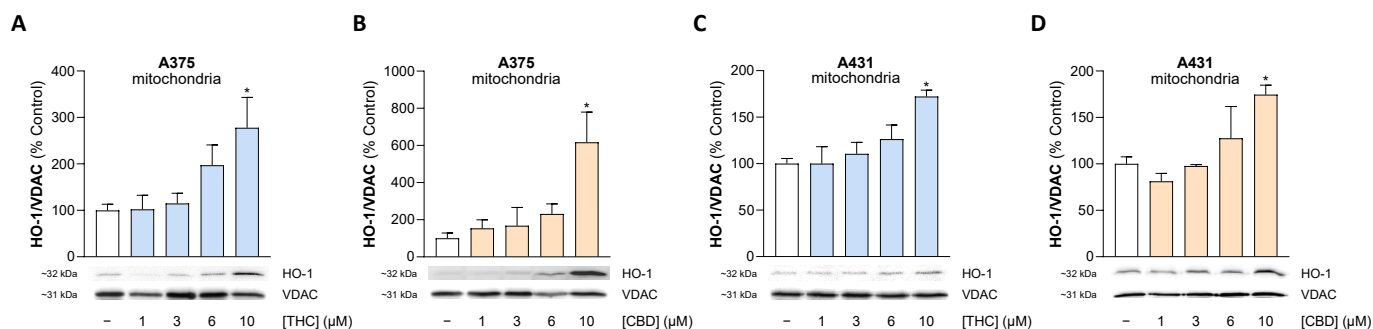 A
A375
mitochondria
HO-1/VDAC (% Control)
400
300
200
100
0
*
~32 kDa
HO-1
~31 kDa
VDAC
– 1 3 6 10 [THC] (µM)
B
A375
mitochondria
HO-1/VDAC (% Control)
1000
800
600
400
200
0
*
~32 kDa
HO-1
~31 kDa
VDAC
– 1 3 6 10 [CBD] (µM)
C
A431
mitochondria
HO-1/VDAC (% Control)
200
150
100
50
0
*
~32 kDa
HO-1
~31 kDa
VDAC
– 1 3 6 10 [THC] (µM)
D
A431
mitochondria
HO-1/VDAC (% Control)
200
150
100
50
0
*
~32 kDa
HO-1
~31 kDa
VDAC
– 1 3 6 10 [CBD] (µM)